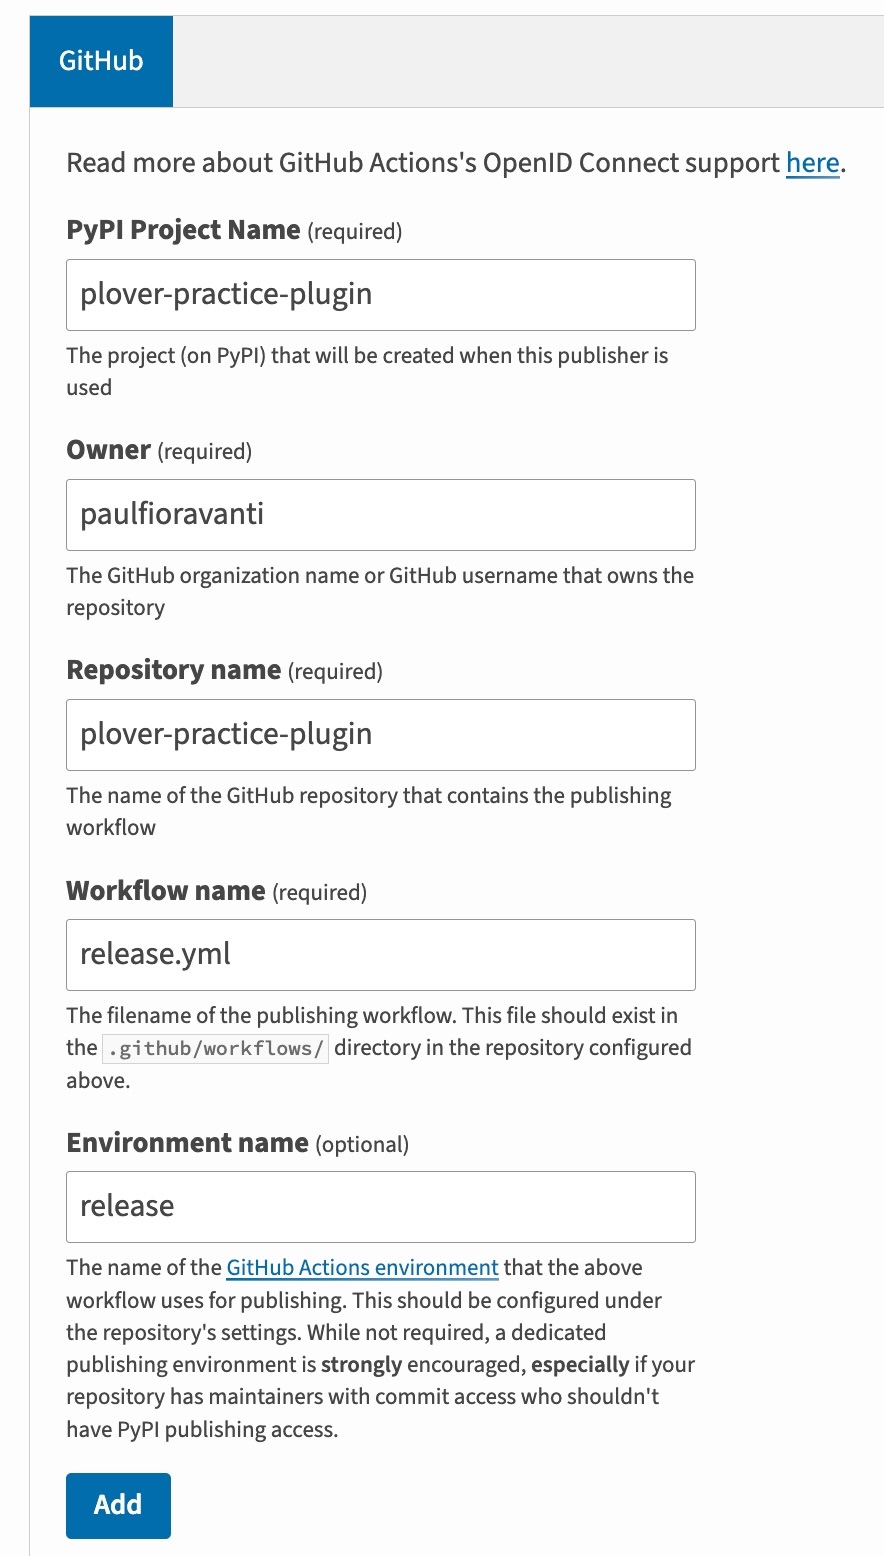 GitHub
Read more about GitHub Actions's OpenID Connect support here.
PyPI Project Name (required)
plover-practice-plugin
The project (on PyPI) that will be created when this publisher is
used
Owner (required)
paulfioravanti
The GitHub organization name or GitHub username that owns the
repository
Repository name (required)
plover-practice-plugin
The name of the GitHub repository that contains the publishing
workflow
Workflow name (required)
release.yml
The filename of the publishing workflow. This file should exist in
the .github/workflows/ directory in the repository configured
above.
Environment name (optional)
release
The name of the GitHub Actions environment that the above
workflow uses for publishing. This should be configured under
the repository's settings. While not required, a dedicated
publishing environment is strongly encouraged, especially if your
repository has maintainers with commit access who shouldn't
have PyPI publishing access.
Add